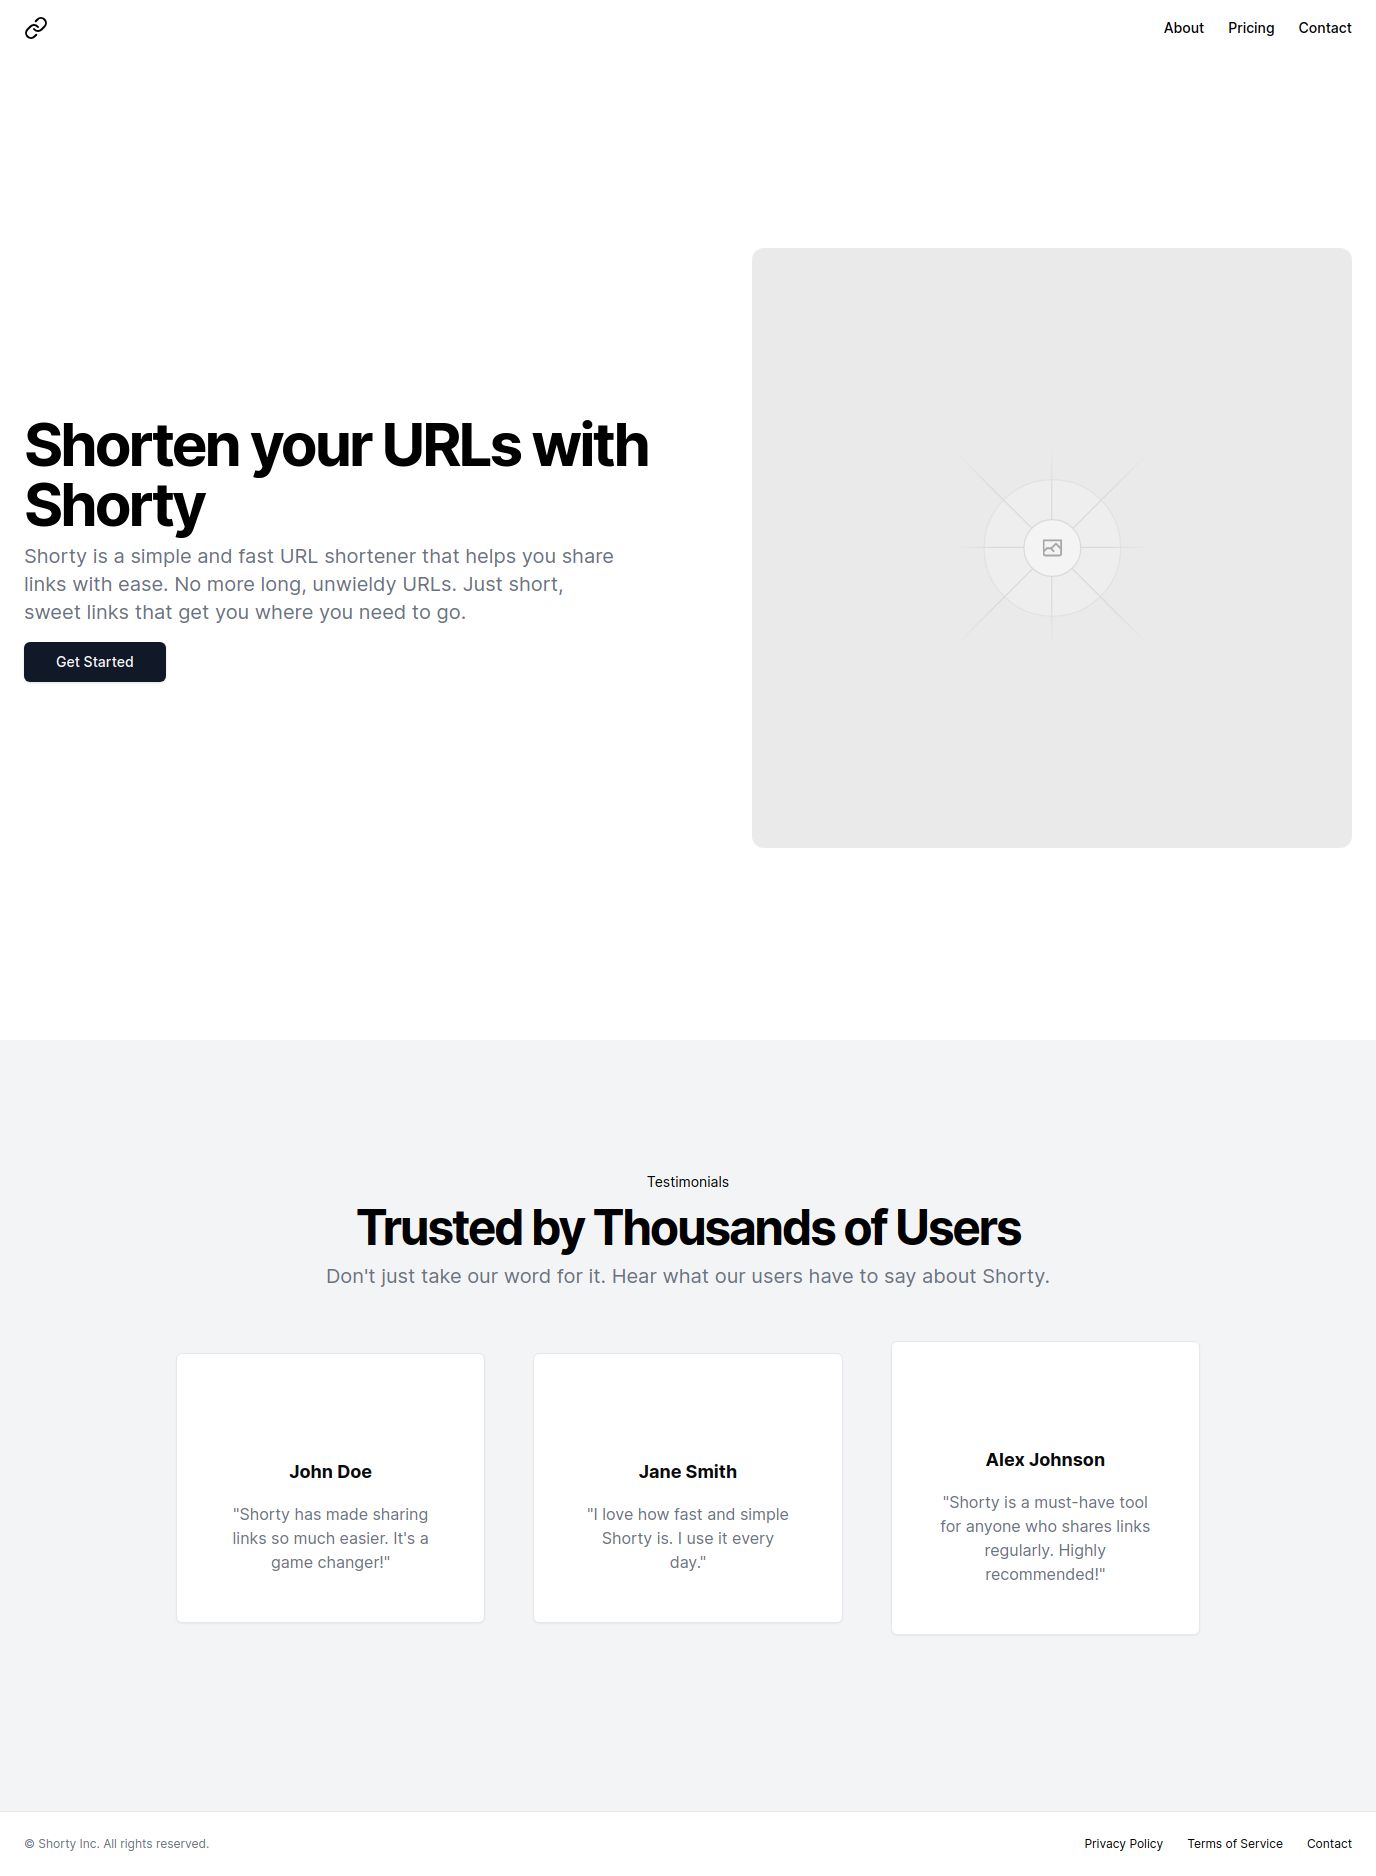 About Pricing Contact
Shorten your URLs with
Shorty
Shorty is a simple and fast URL shortener that helps you share
links with ease. No more long, unwieldy URLs. Just short,
sweet links that get you where you need to go.
Get Started
Testimonials
Trusted by Thousands of Users
Don't just take our word for it. Hear what our users have to say about Shorty.
John Doe
"Shorty has made sharing
links so much easier. It's a
game changer!"
Jane Smith
"I love how fast and simple
Shorty is. I use it every
day."
Alex Johnson
"Shorty is a must-have tool
for anyone who shares links
regularly. Highly
recommended!"
© Shorty Inc. All rights reserved.
Privacy Policy Terms of Service Contact